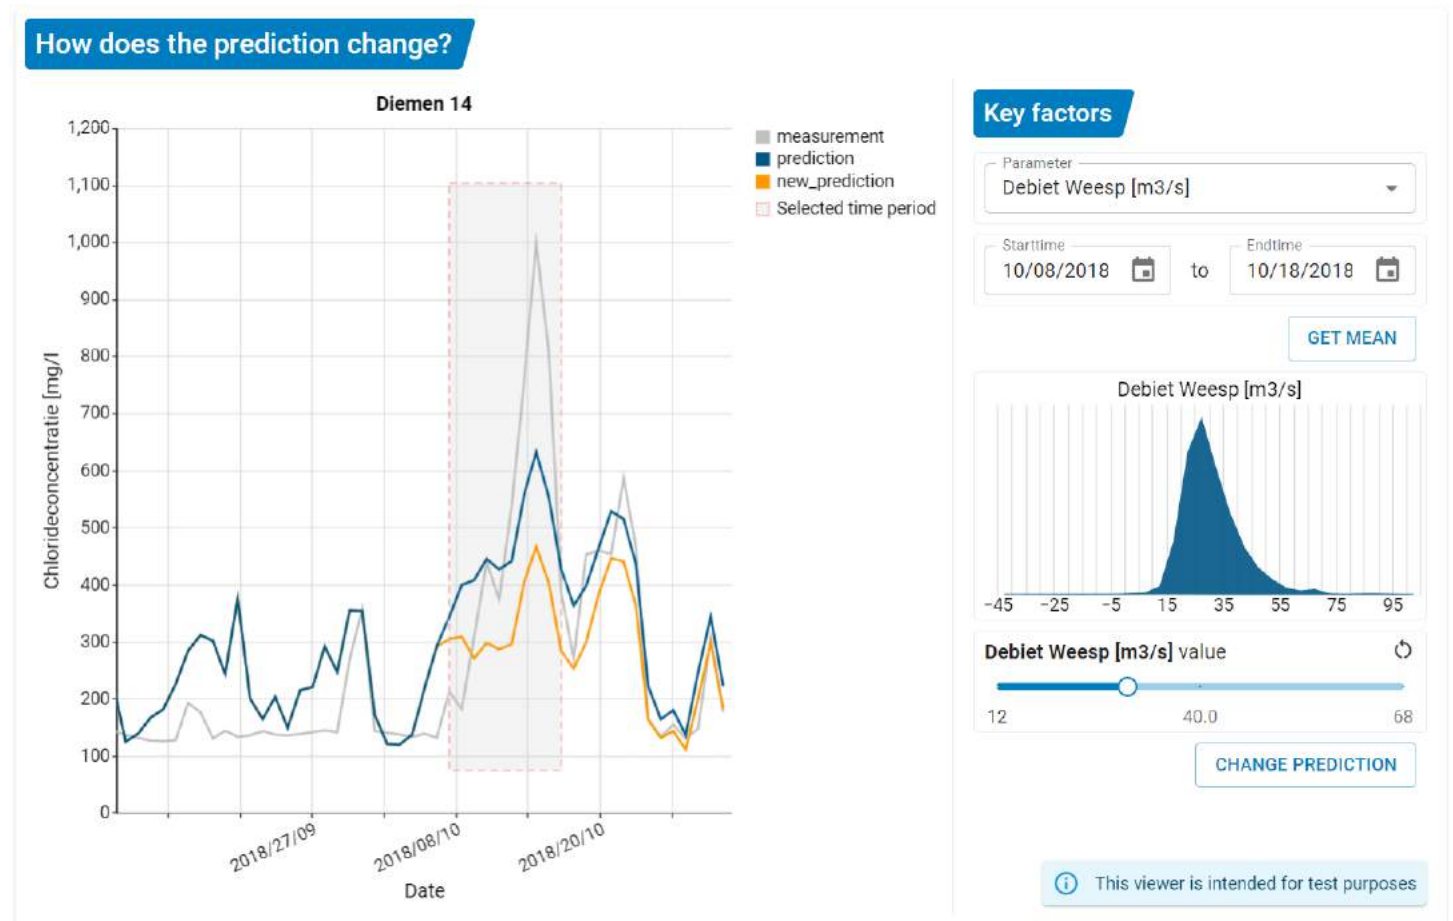 How does the prediction change?
Diemen 14
1,200
1,100
1,000
900
800
700
600
500
400
300
200
100
0
Chlorideconcentratie [mg/l
2018/27/09
2018/08/10
2018/20/10
Date
measurement
prediction
new_prediction
Selected time period
Key factors
Parameter
Debiet Weesp [m3/s]
Starttime
10/08/2018
to
Endtime
10/18/2018
GET MEAN
Debiet Weesp [m3/s]
−45 −25 −5 15 35 55 75 95
Debiet Weesp [m3/s] value
12 40.0 68
CHANGE PREDICTION
This viewer is intended for test purposes